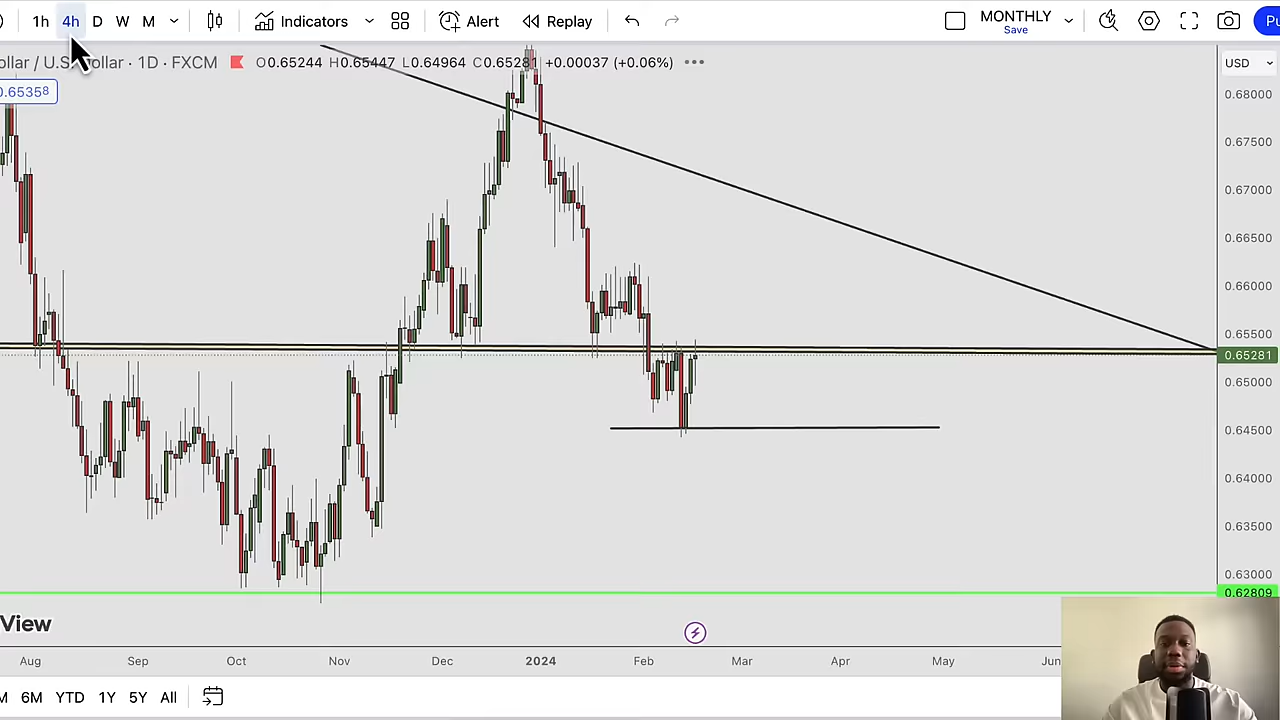 1h 4h D W M Indicators Alert Replay MONTHLY Save Pu
ollar / U.S. Dollar · 1D · FXCM O0.65244 H0.65447 L0.64964 C0.65281 +0.00037 (+0.06%) USD
0.65358
0.68000
0.67500
0.67000
0.66500
0.66000
0.65500
0.65281
0.65000
0.64500
0.64000
0.63500
0.63000
0.62809
View
Aug Sep Oct Nov Dec 2024 Feb Mar Apr May Jun
M 6M YTD 1Y 5Y All